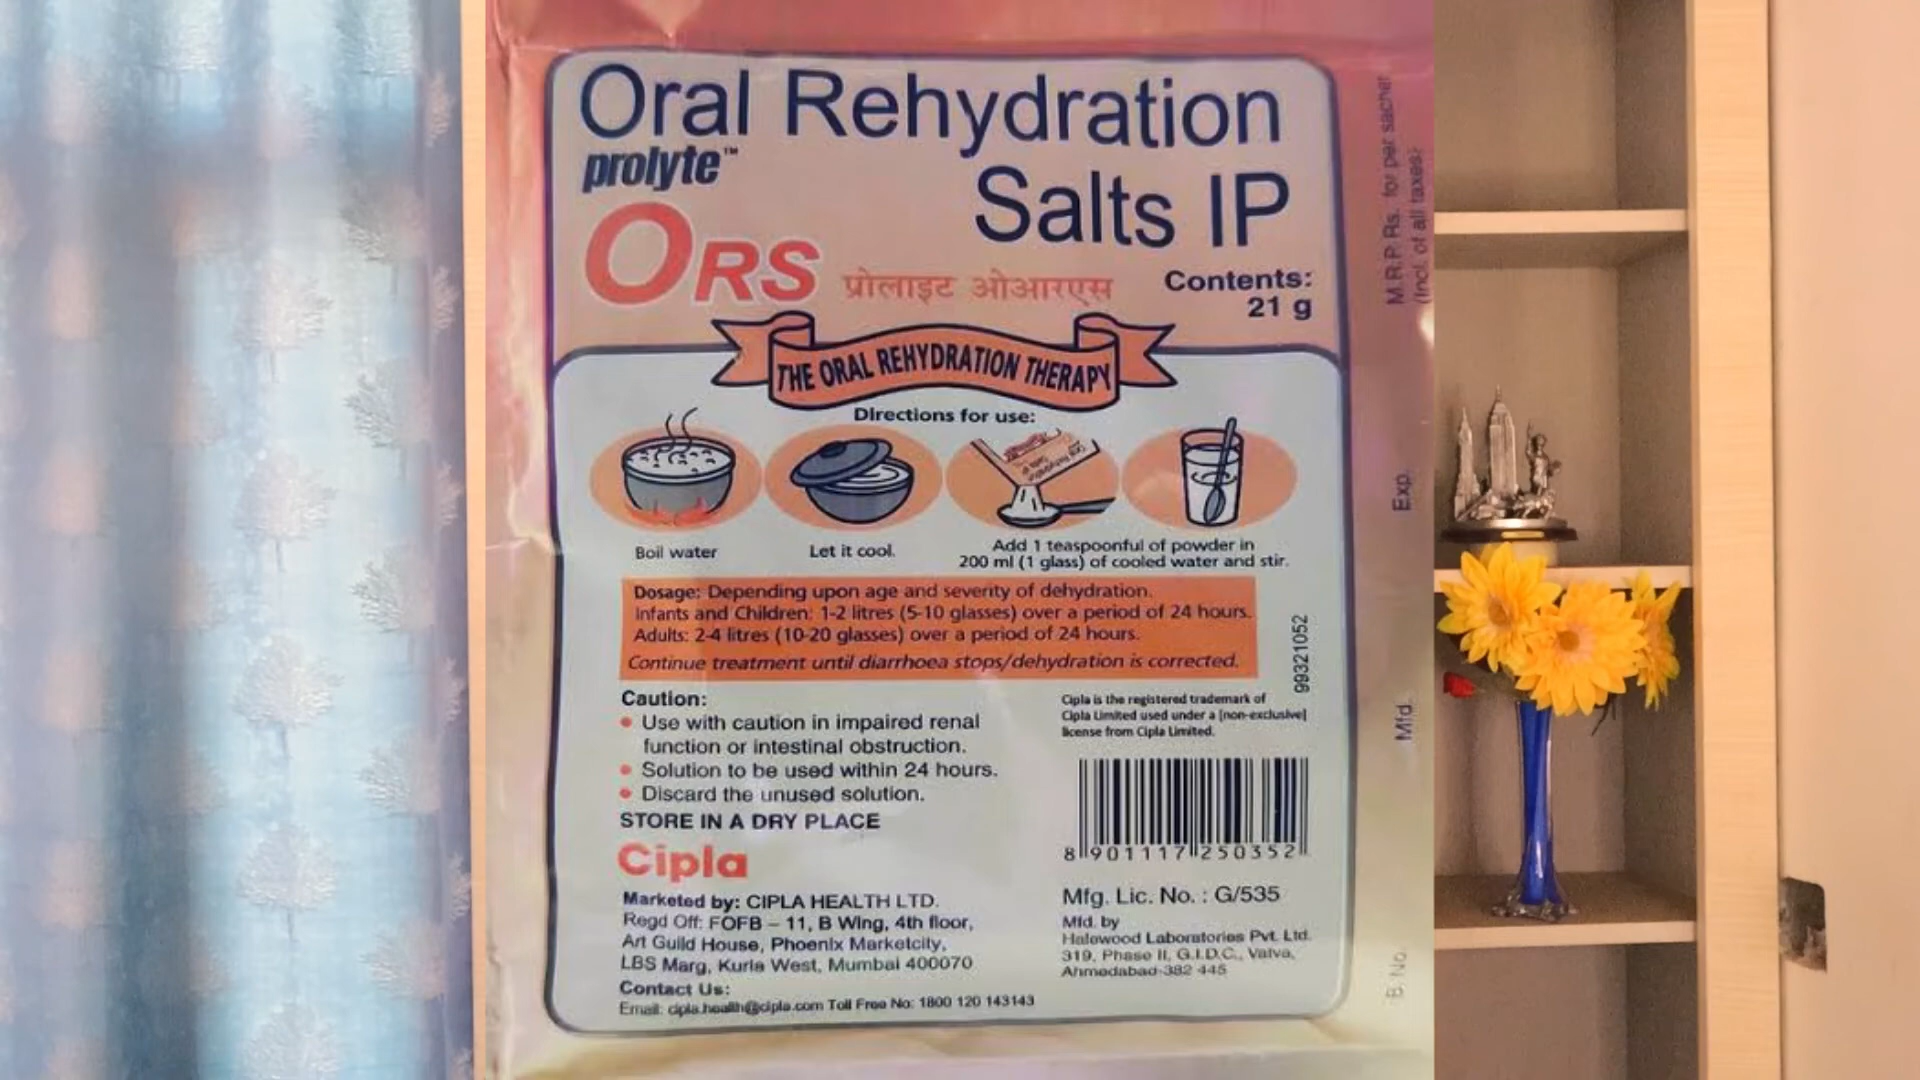 Oral Rehydration
prolyte™
Salts IP
ORS
प्रोलाइट ओआरएस
Contents:
21 g
THE ORAL REHYDRATION THERAPY
Directions for use:
Boil water
Let it cool.
Add 1 teaspoonful of powder in
200 ml (1 glass) of cooled water and stir.
Dosage: Depending upon age and severity of dehydration.
Infants and Children: 1-2 litres (5-10 glasses) over a period of 24 hours.
Adults: 2-4 litres (10-20 glasses) over a period of 24 hours.
Continue treatment until diarrhoea stops/dehydration is corrected.
99321052
Caution:
• Use with caution in impaired renal
function or intestinal obstruction.
• Solution to be used within 24 hours.
• Discard the unused solution.
STORE IN A DRY PLACE
Cipla
Marketed by: CIPLA HEALTH LTD.
Regd Off: FOFB – 11, B Wing, 4th floor,
Art Guild House, Phoenix Marketcity,
LBS Marg, Kurla West, Mumbai 400070
Contact Us:
Email: cipla.health@cipla.com Toll Free No: 1800 120 143143
Cipla is the registered trademark of
Cipla Limited used under a [non-exclusive]
license from Cipla Limited.
8 901117 250352
Mfg. Lic. No. : G/535
Mfd. by
Halewood Laboratories Pvt. Ltd.
319, Phase II, G.I.D.C., Vatva,
Ahmedabad-382 445
M.R.P. Rs. for per sachet
(Incl. of all taxes)
Exp.
Mfd.
B. No.